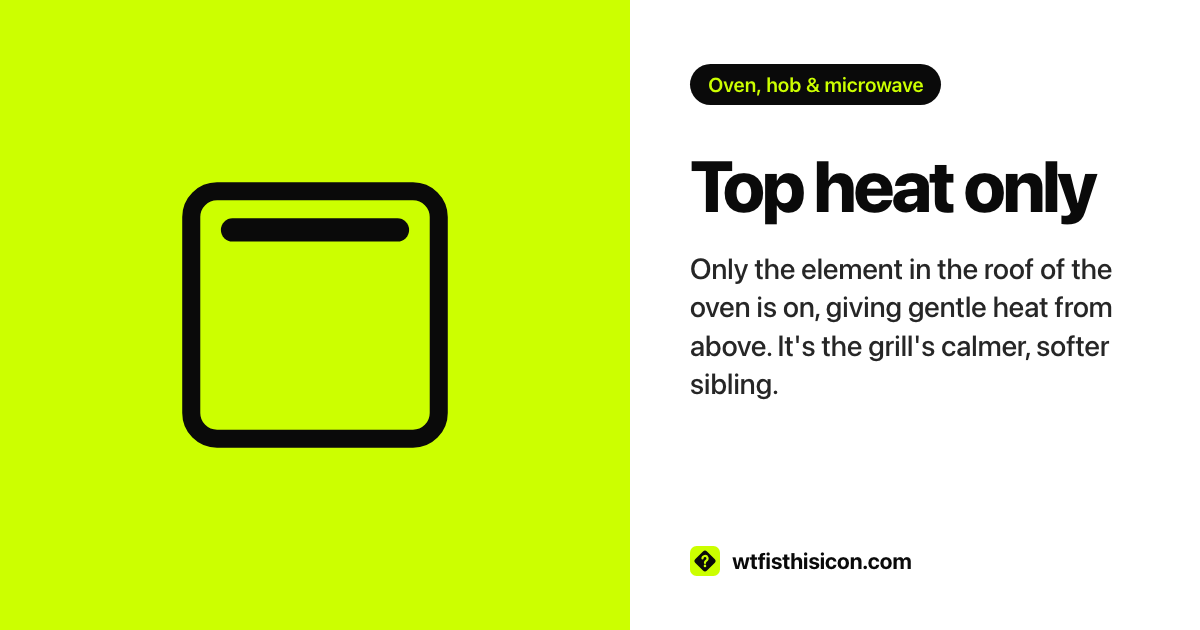 Oven, hob & microwave
Top heat only
Only the element in the roof of the
oven is on, giving gentle heat from
above. It's the grill's calmer, softer
sibling.
?
wtfisthisicon.com